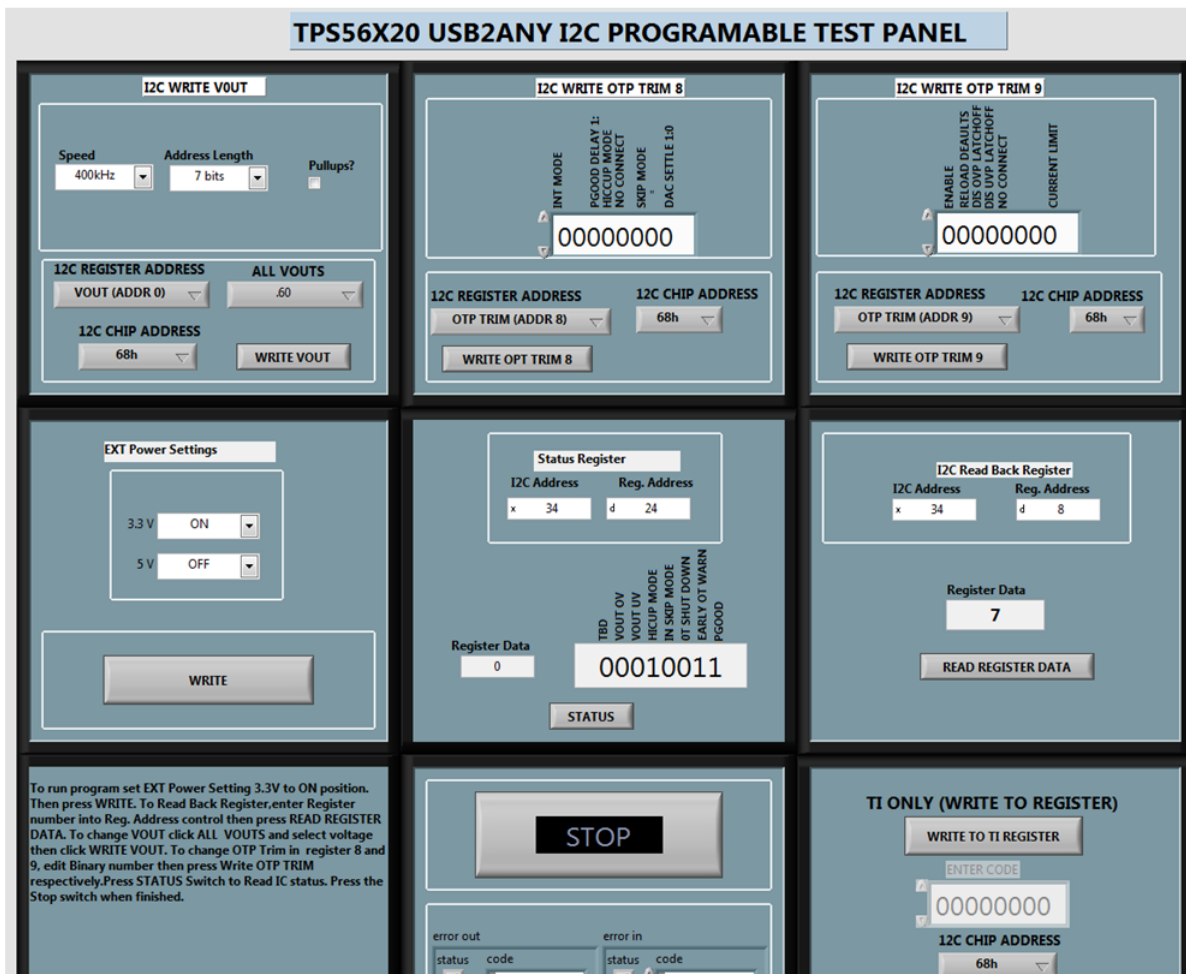 TPS56X20 USB2ANY I2C PROGRAMABLE TEST PANEL
I2C WRITE V0UT
Speed
Address Length
Pullups?
400kHz
7 bits
12C REGISTER ADDRESS
ALL VOUTS
VOUT (ADDR 0)
.60
12C CHIP ADDRESS
68h
WRITE VOUT
I2C WRITE OTP TRIM 8
INT MODE
PGOOD DELAY 1:
HICCUP MODE
NO CONNECT
SKIP MODE
DAC SETTLE 1:0
00000000
12C REGISTER ADDRESS
12C CHIP ADDRESS
OTP TRIM (ADDR 8)
68h
WRITE OPT TRIM 8
I2C WRITE OTP TRIM 9
ENABLE
RELOAD DEAULTS
DIS OVP LATCHOFF
DIS UVP LATCHOFF
NO CONNECT
CURRENT LIMIT
00000000
12C REGISTER ADDRESS
12C CHIP ADDRESS
OTP TRIM (ADDR 9)
68h
WRITE OTP TRIM 9
EXT Power Settings
3.3 V
ON
5 V
OFF
WRITE
Status Register
I2C Address
Reg. Address
x 34
d 24
TBD
VOUT OV
VOUT UV
HICUP MODE
IN SKIP MODE
0T SHUT DOWN
EARLY OT WARN
PGOOD
Register Data
0
00010011
STATUS
I2C Read Back Register
I2C Address
Reg. Address
x 34
d 8
Register Data
7
READ REGISTER DATA
To run program set EXT Power Setting 3.3V to ON position.
Then press WRITE. To Read Back Register,enter Register
number into Reg. Address control then press READ REGISTER
DATA. To change VOUT click ALL VOUTS and select voltage
then click WRITE VOUT. To change OTP Trim in register 8 and
9, edit Binary number then press Write OTP TRIM
respectively.Press STATUS Switch to Read IC status. Press the
Stop switch when finished.
STOP
error out
error in
status code
status code
TI ONLY (WRITE TO REGISTER)
WRITE TO TI REGISTER
ENTER CODE
00000000
12C CHIP ADDRESS
68h